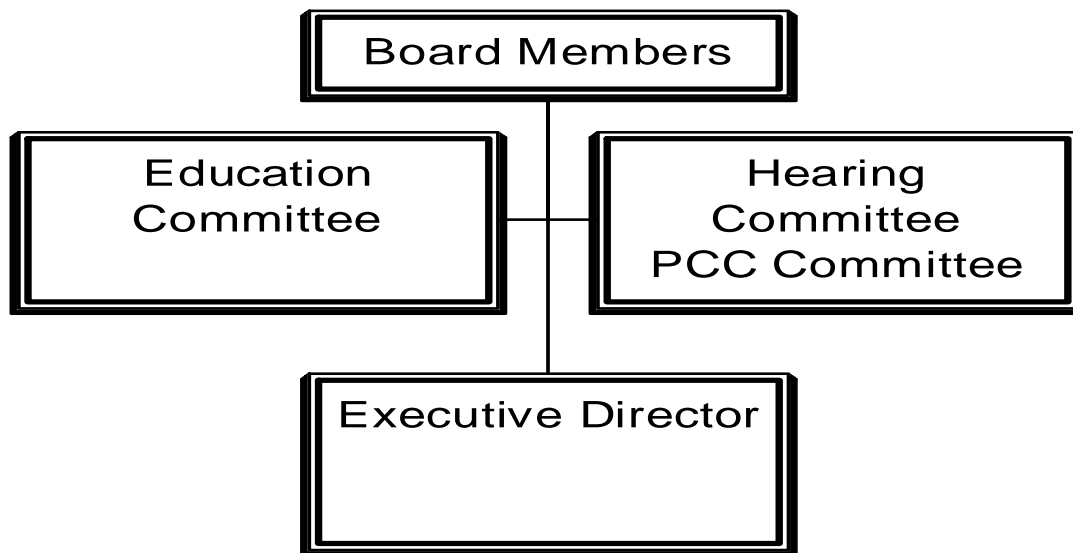 Board Members
Education
Committee
Hearing
Committee
PCC Committee
Executive Director